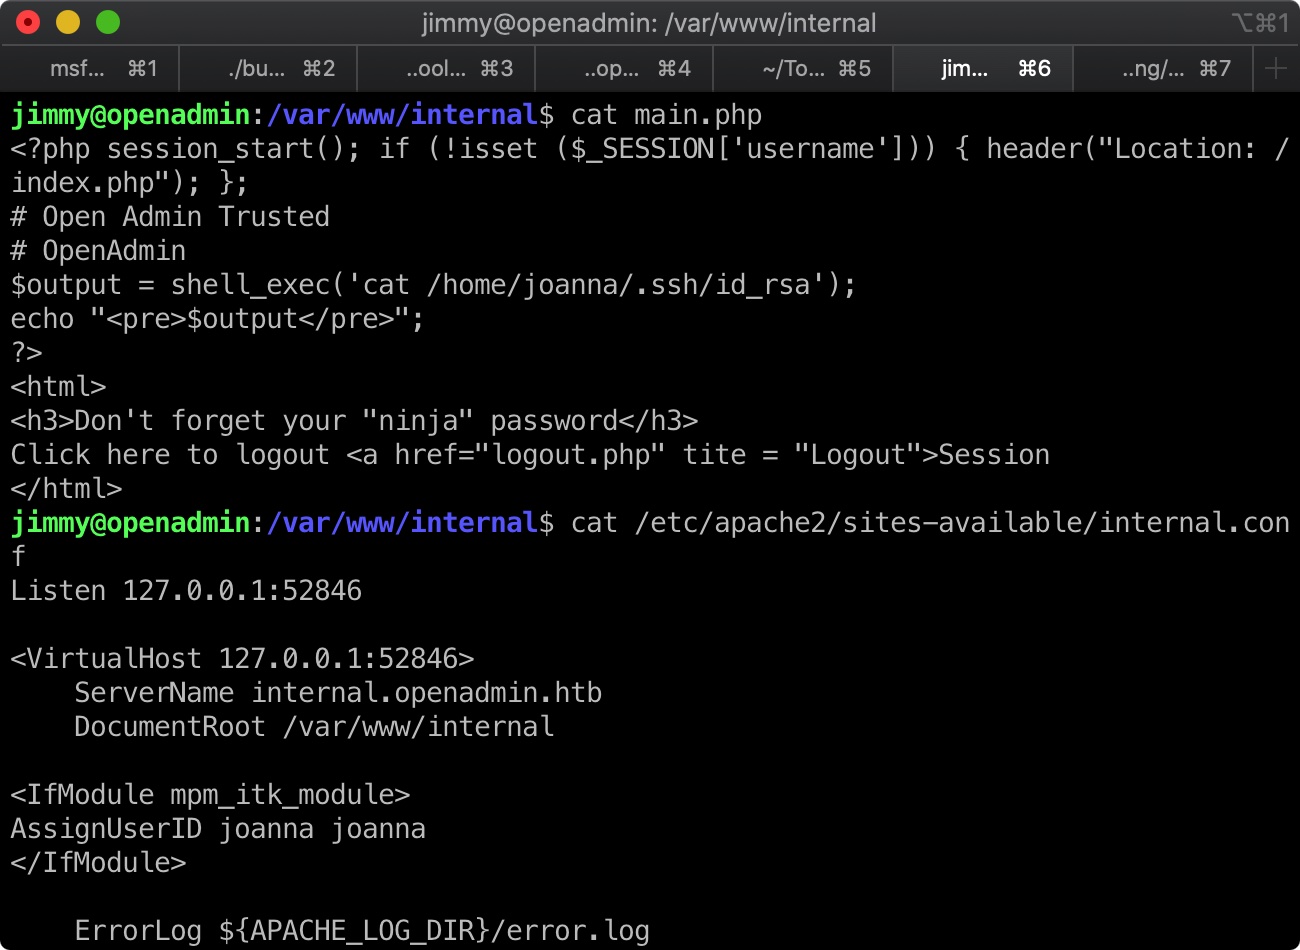 jimmy@openadmin: /var/www/internal
⌥⌘1
msf... ⌘1 ./bu... ⌘2 ..ool... ⌘3 ..op... ⌘4 ~/To... ⌘5 jim... ⌘6 ..ng/... ⌘7
jimmy@openadmin:/var/www/internal$ cat main.php
<?php session_start(); if (!isset ($_SESSION['username'])) { header("Location: /
index.php"); };
# Open Admin Trusted
# OpenAdmin
$output = shell_exec('cat /home/joanna/.ssh/id_rsa');
echo "<pre>$output</pre>";
?>
<html>
<h3>Don't forget your "ninja" password</h3>
Click here to logout <a href="logout.php" tite = "Logout">Session
</html>
jimmy@openadmin:/var/www/internal$ cat /etc/apache2/sites-available/internal.con
f
Listen 127.0.0.1:52846
<VirtualHost 127.0.0.1:52846>
    ServerName internal.openadmin.htb
    DocumentRoot /var/www/internal
<IfModule mpm_itk_module>
AssignUserID joanna joanna
</IfModule>
    ErrorLog ${APACHE_LOG_DIR}/error.log